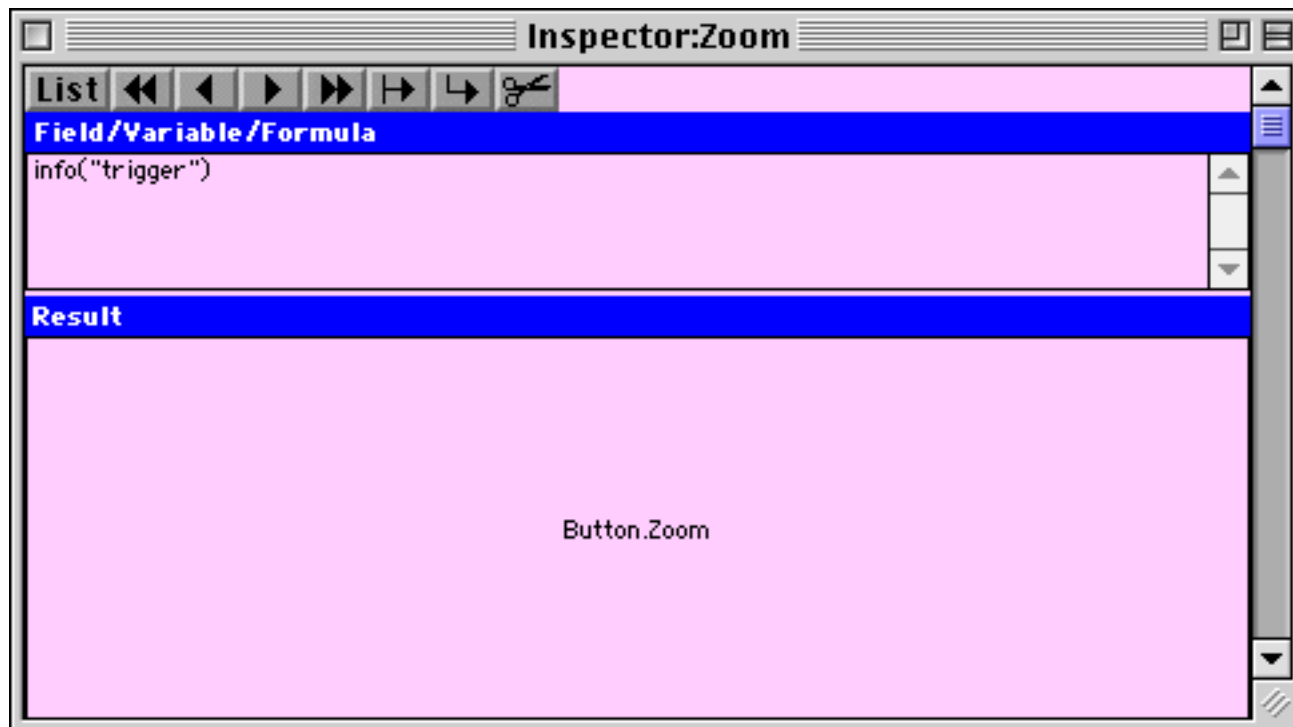 Inspector:Zoom
List
Field/Variable/Formula
info("trigger")
Result
Button.Zoom